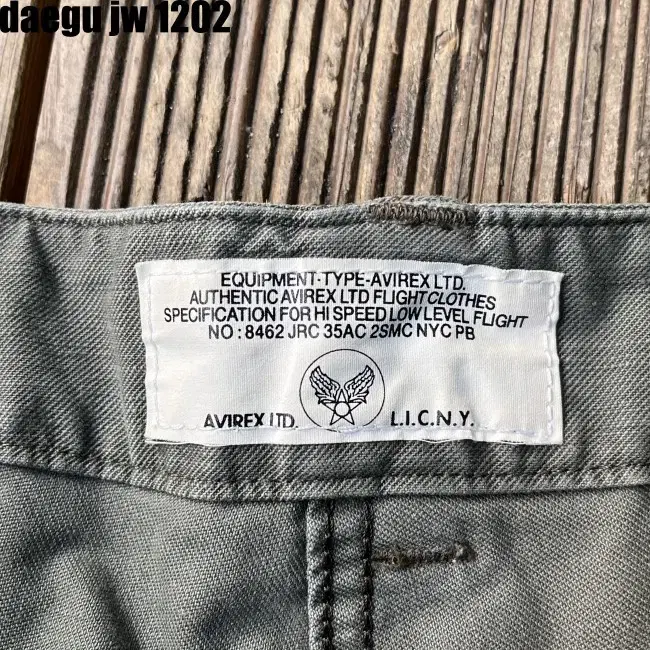 daegu jw 1202
EQUIPMENT-TYPE-AVIREX LTD.
AUTHENTIC AVIREX LTD FLIGHT CLOTHES
SPECIFICATION FOR HI SPEED LOW LEVEL FLIGHT
NO : 8462 JRC 35AC 2SMC NYC PB
AVIREX LTD. L.I.C.N.Y.